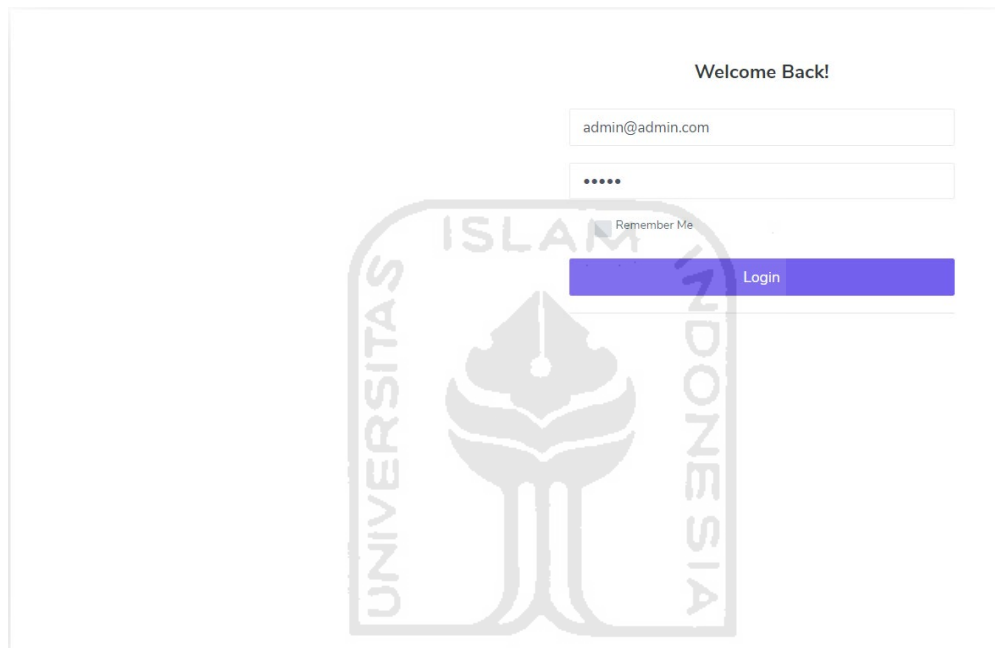 Welcome Back!
admin@admin.com
•••••
Remember Me
Login
UNIVERSITAS
ISLAM
INDONESIA